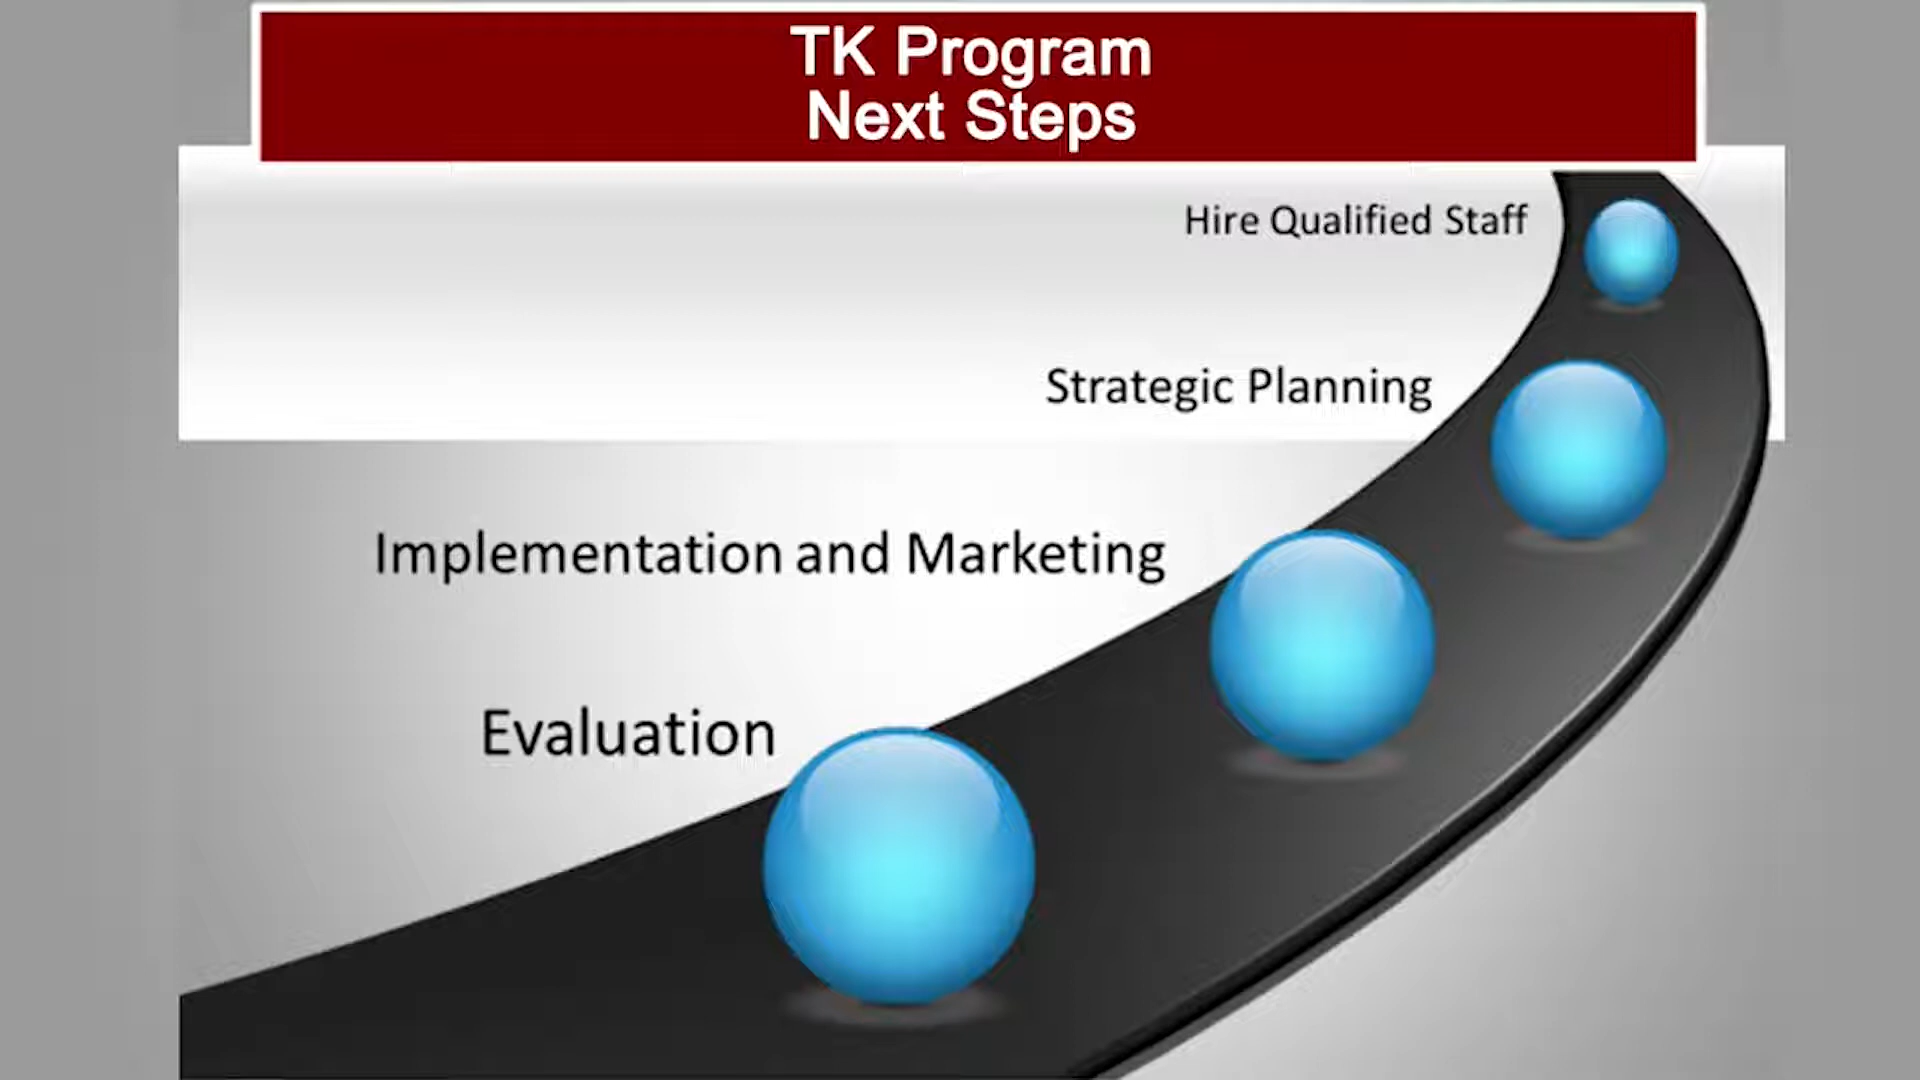 TK Program
Next Steps
Hire Qualified Staff
Strategic Planning
Implementation and Marketing
Evaluation